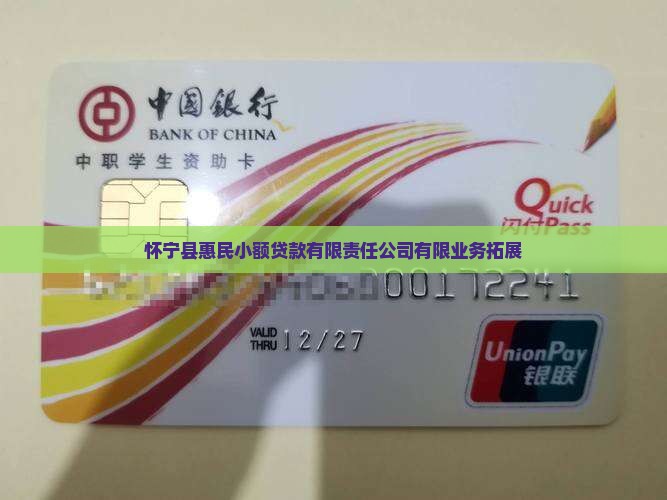 中国銀行
BANK OF CHINA
中职学生资助卡
Quick
闪付Pass
怀宁县惠民小额贷款有限责任公司有限业务拓展
00172241
VALID
THRU 12/27
UnionPay
银联